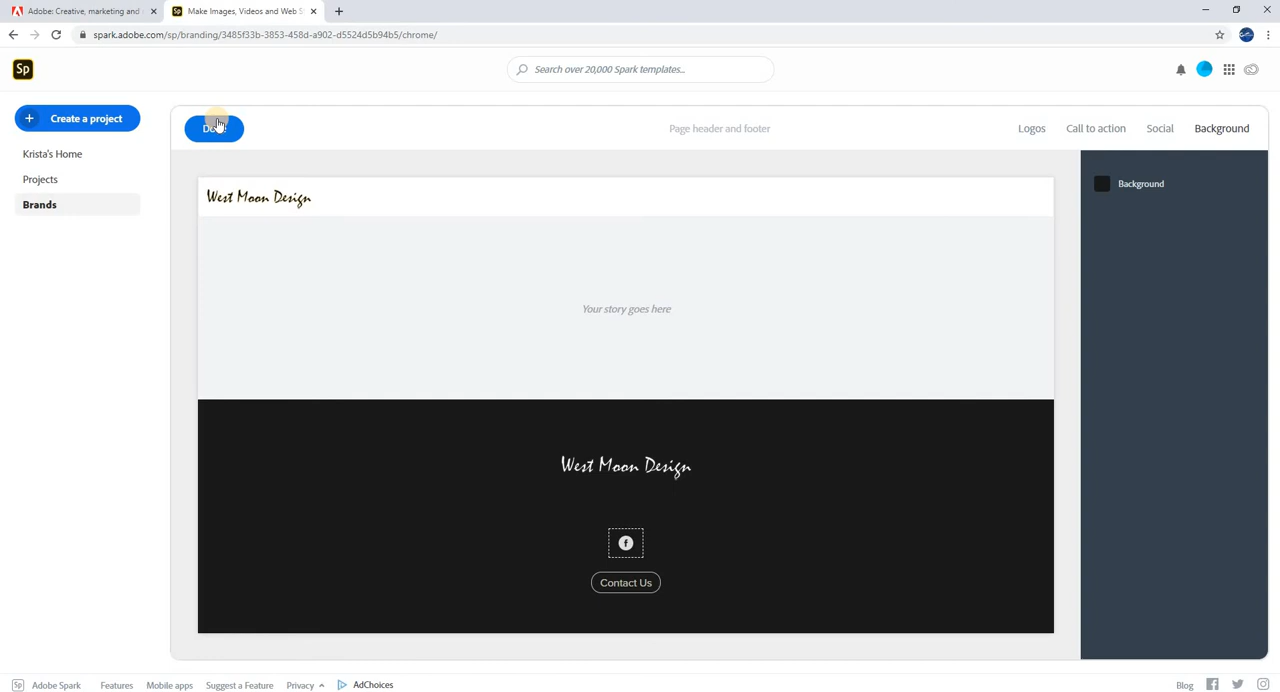 Adobe: Creative, marketing and
Make Images, Videos and Web S
spark.adobe.com/sp/branding/3485f33b-3853-458d-a902-d5524d5b94b5/chrome/
Sp
Search over 20,000 Spark templates...
+ Create a project
Krista's Home
Projects
Brands
Page header and footer
Logos
Call to action
Social
Background
West Moon Design
Background
Your story goes here
West Moon Design
Contact Us
Sp Adobe Spark
Features
Mobile apps
Suggest a Feature
Privacy
AdChoices
Blog